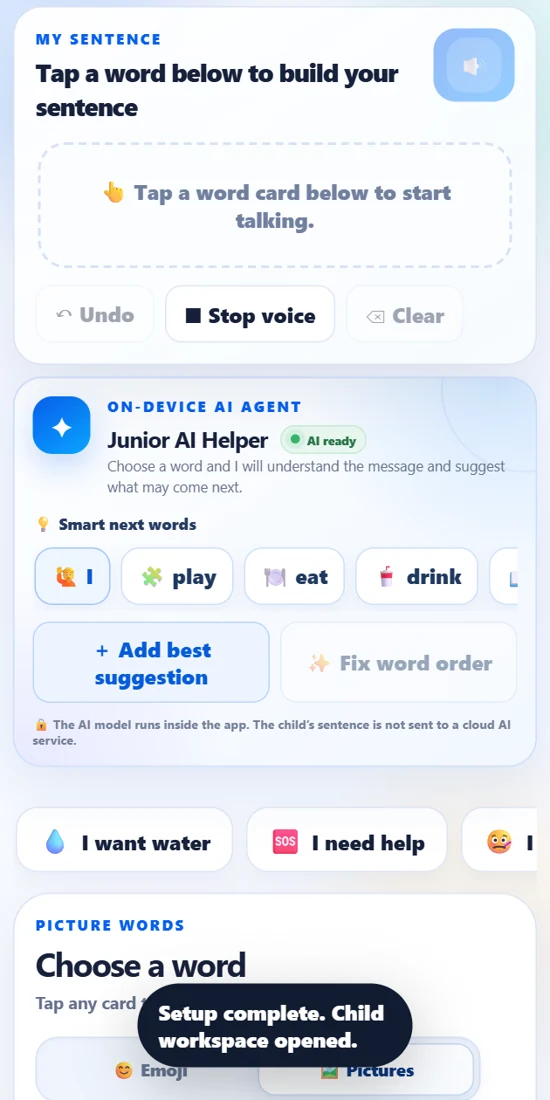 MY SENTENCE
Tap a word below to build your
sentence
Tap a word card below to start
talking.
Undo
Stop voice
Clear
ON-DEVICE AI AGENT
Junior AI Helper
AI ready
Choose a word and I will understand the message and suggest
what may come next.
Smart next words
I
play
eat
drink
+ Add best
suggestion
Fix word order
The AI model runs inside the app. The child's sentence is not sent to a cloud AI
service.
I want water
SOS
I need help
I
PICTURE WORDS
Choose a word
Tap any card
Setup complete. Child
workspace opened.
Emoji
Pictures